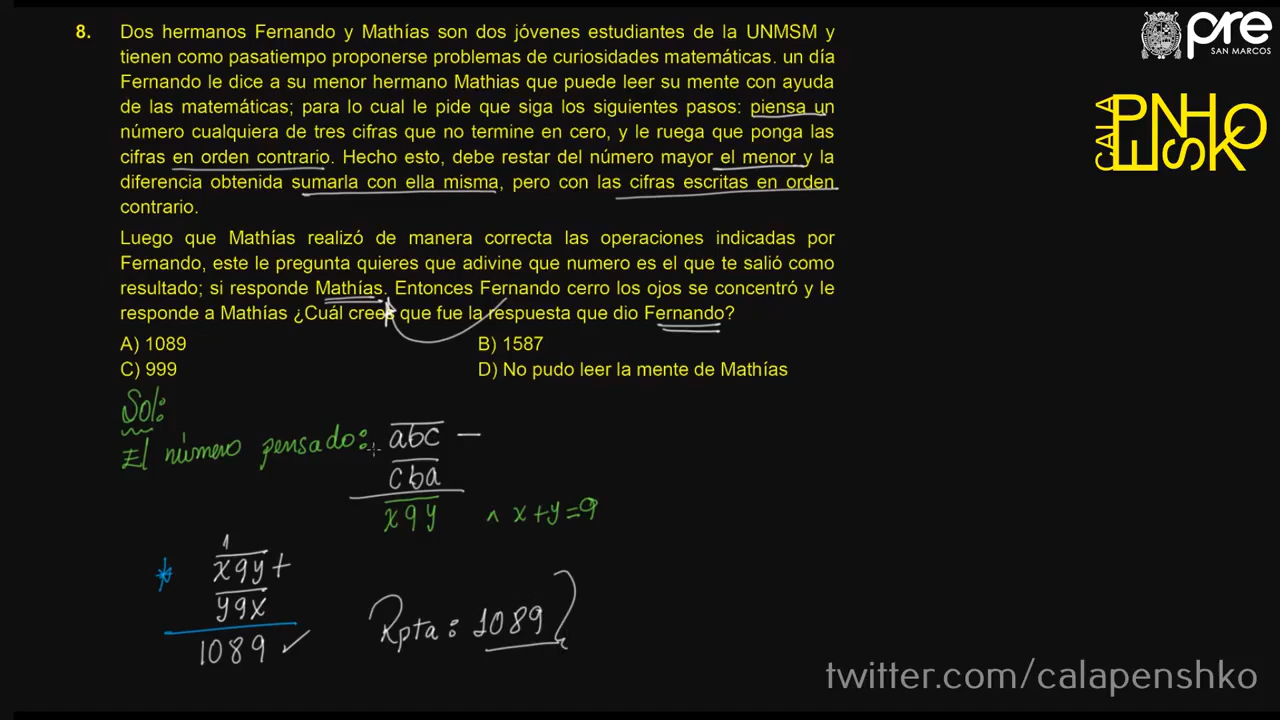 8. Dos hermanos Fernando y Mathías son dos jóvenes estudiantes de la UNMSM y
tienen como pasatiempo proponerse problemas de curiosidades matemáticas. un día
Fernando le dice a su menor hermano Mathias que puede leer su mente con ayuda
de las matemáticas; para lo cual le pide que siga los siguientes pasos: piensa un
número cualquiera de tres cifras que no termine en cero, y le ruega que ponga las
cifras en orden contrario. Hecho esto, debe restar del número mayor el menor y la
diferencia obtenida sumarla con ella misma, pero con las cifras escritas en orden
contrario.
Luego que Mathías realizó de manera correcta las operaciones indicadas por
Fernando, este le pregunta quieres que adivine que numero es el que te salió como
resultado; si responde Mathías. Entonces Fernando cerro los ojos se concentró y le
responde a Mathías ¿Cuál crees que fue la respuesta que dio Fernando?
A) 1089 B) 1587
C) 999 D) No pudo leer la mente de Mathías
Sol:
El número pensado: abc –
cba
x9y ∧ x+y=9
1
* x9y +
y9x
1089 ✓ Rpta: 1089
pre
SAN MARCOS
CALA
PENSHKO
twitter.com/calapenshko